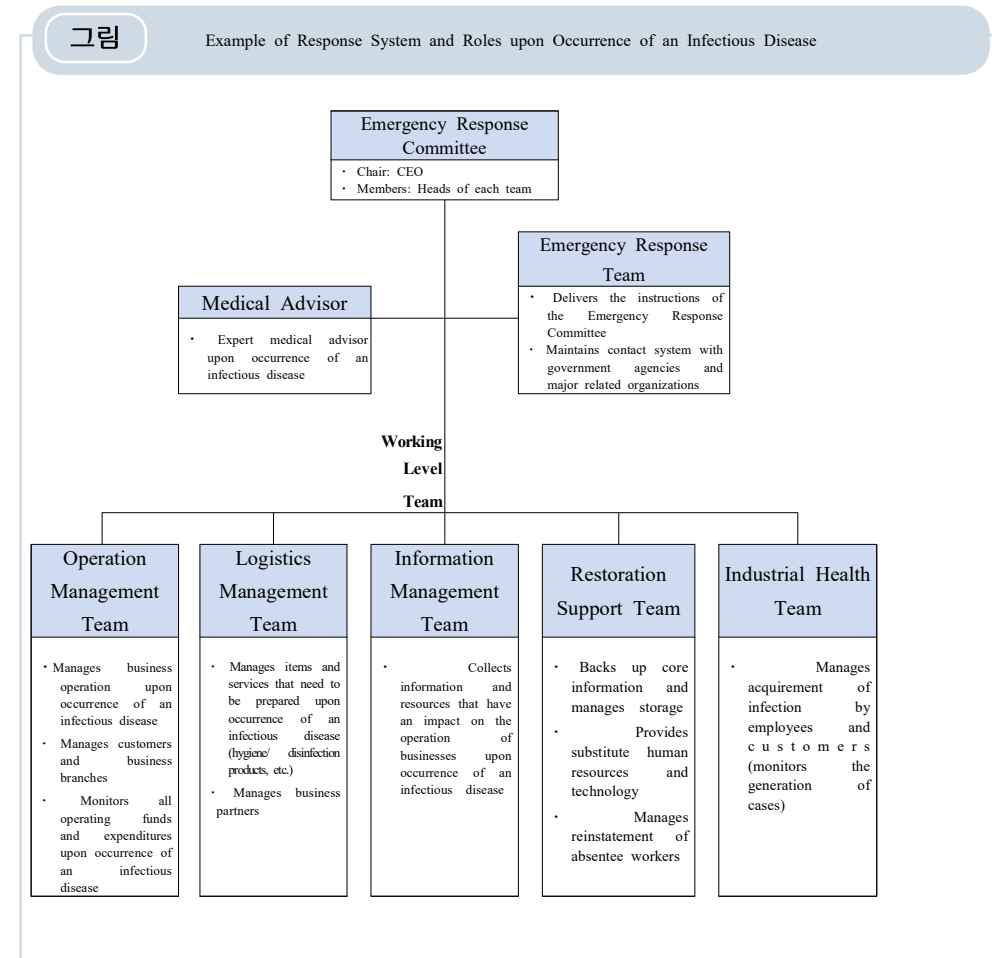 그림
Example of Response System and Roles upon Occurrence of an Infectious Disease
Emergency Response
Committee
· Chair: CEO
· Members: Heads of each team
Emergency Response
Team
· Delivers the instructions of
the Emergency Response
Committee
· Maintains contact system with
government agencies and
major related organizations
Medical Advisor
· Expert medical advisor
upon occurrence of an
infectious disease
Working
Level
Team
Operation
Management
Team
· Manages business
operation upon
occurrence of an
infectious disease
· Manages customers
and business
branches
· Monitors all
operating funds
and expenditures
upon occurrence of
an infectious
disease
Logistics
Management
Team
· Manages items and
services that need to
be prepared upon
occurrence of an
infectious disease
(hygiene/ disinfection
products, etc.)
· Manages business
partners
Information
Management
Team
· Collects
information and
resources that have
an impact on the
operation of
businesses upon
occurrence of an
infectious disease
Restoration
Support Team
· Backs up core
information and
manages storage
· Provides
substitute human
resources and
technology
· Manages
reinstatement of
absentee workers
Industrial Health
Team
· Manages
acquirement of
infection by
employees and
customers
(monitors the
generation of
cases)